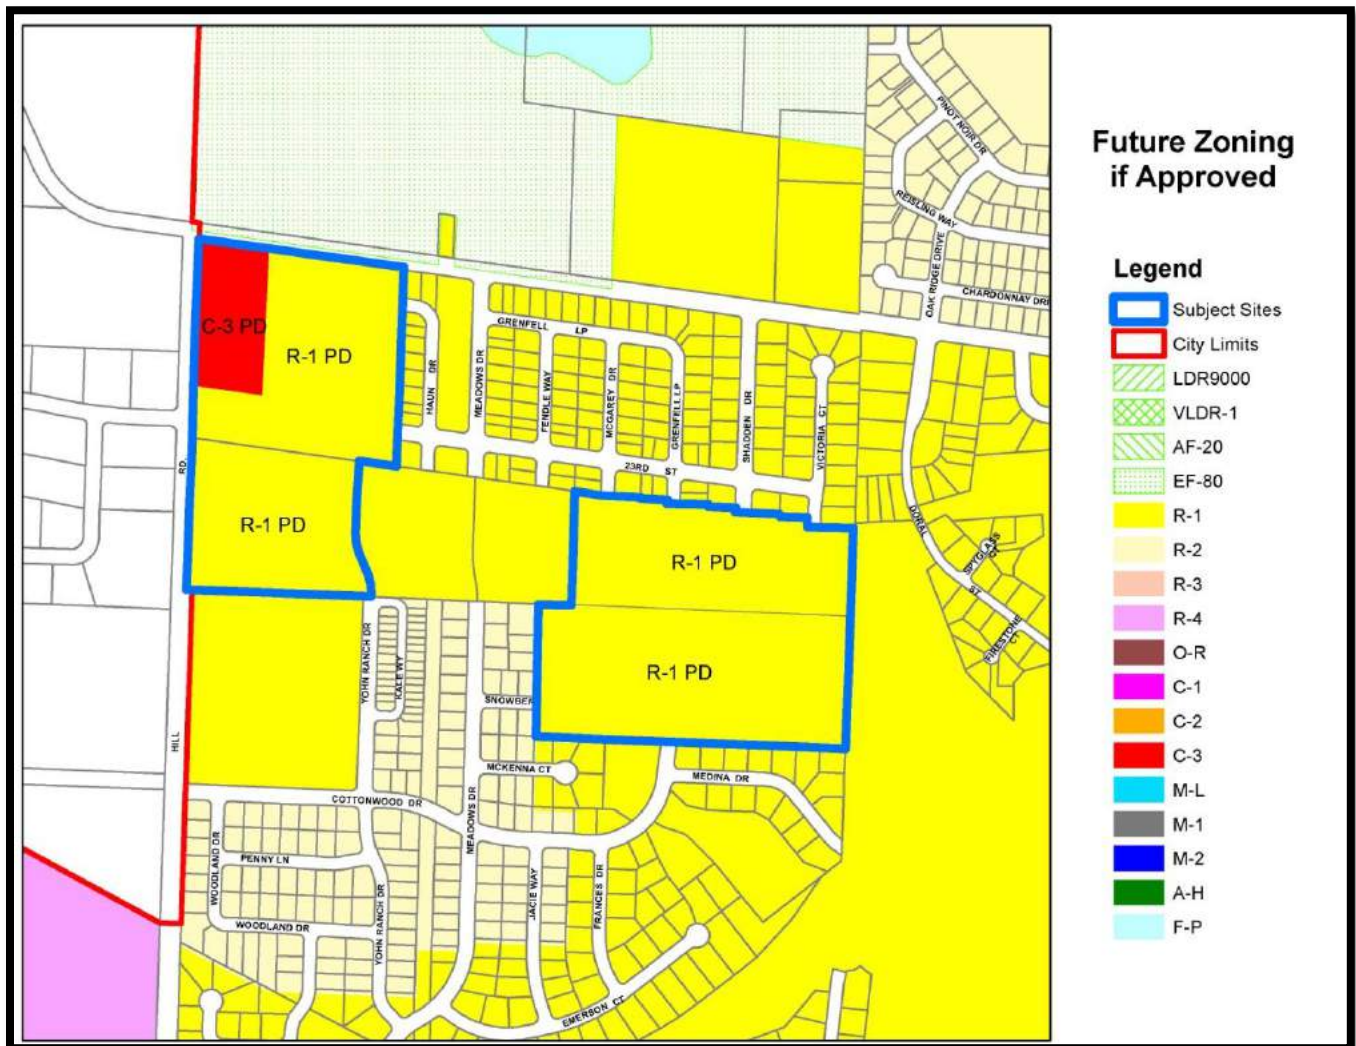 Future Zoning
if Approved
Legend
Subject Sites
City Limits
LDR9000
VLDR-1
AF-20
EF-80
R-1
R-2
R-3
R-4
O-R
C-1
C-2
C-3
M-L
M-1
M-2
A-H
F-P
PINOT NOIR DR
REISLING WAY
OAK RIDGE DRIVE
CHARDONNAY DRI
C-3 PD
R-1 PD
HAUN DR
MEADOWS DR
GRENFELL LP
FENDLE WAY
MCGAREY DR
GRENFELL LP
SHADDEN DR
VICTORIA CT
23RD ST
RD.
R-1 PD
R-1 PD
R-1 PD
DORAL ST
SPYGLASS CT
FIRESTONE CT
YOHN RANCH DR
KALE WY
SNOWBER
HILL
MCKENNA CT
MEDINA DR
COTTONWOOD DR
MEADOWS DR
WOODLAND DR
PENNY LN
YOHN RANCH DR
JACIE WAY
FRANCES DR
WOODLAND DR
EMERSON CT